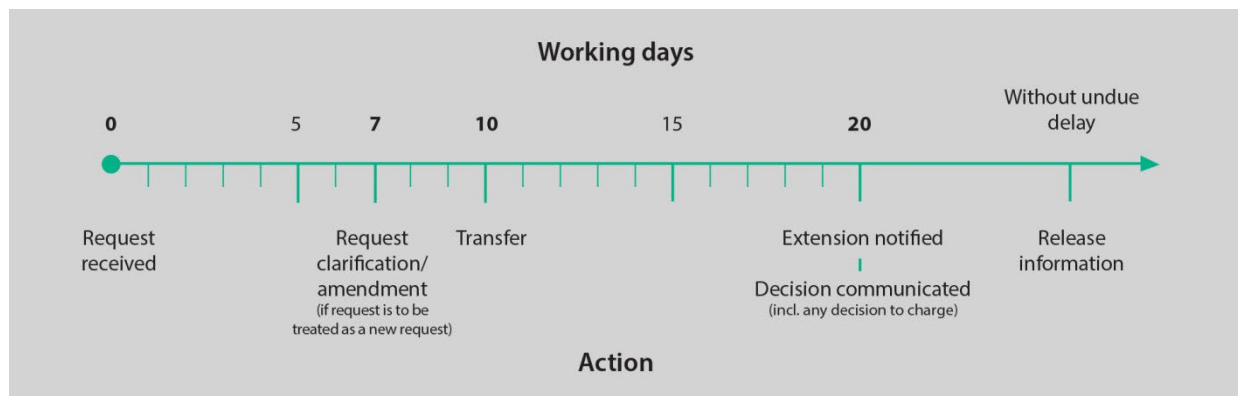 Working days
Without undue
delay
0
5
7
10
15
20
Request
received
Request
clarification/
amendment
(if request is to be
treated as a new request)
Transfer
Extension notified
Decision communicated
(incl. any decision to charge)
Release
information
Action